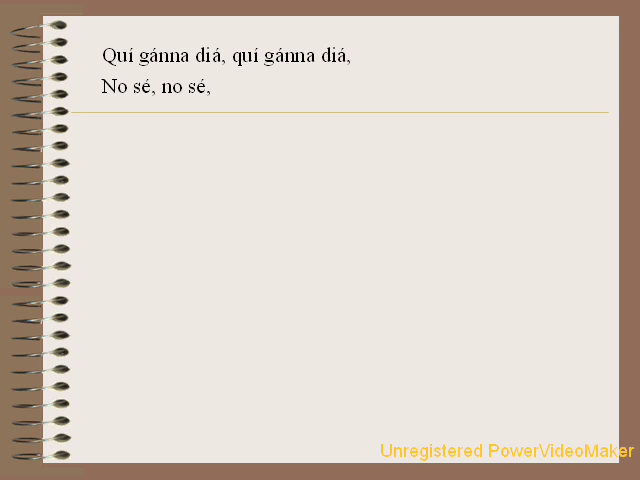 Quí gánna diá, quí gánna diá,
No sé, no sé,
Unregistered PowerVideoMaker